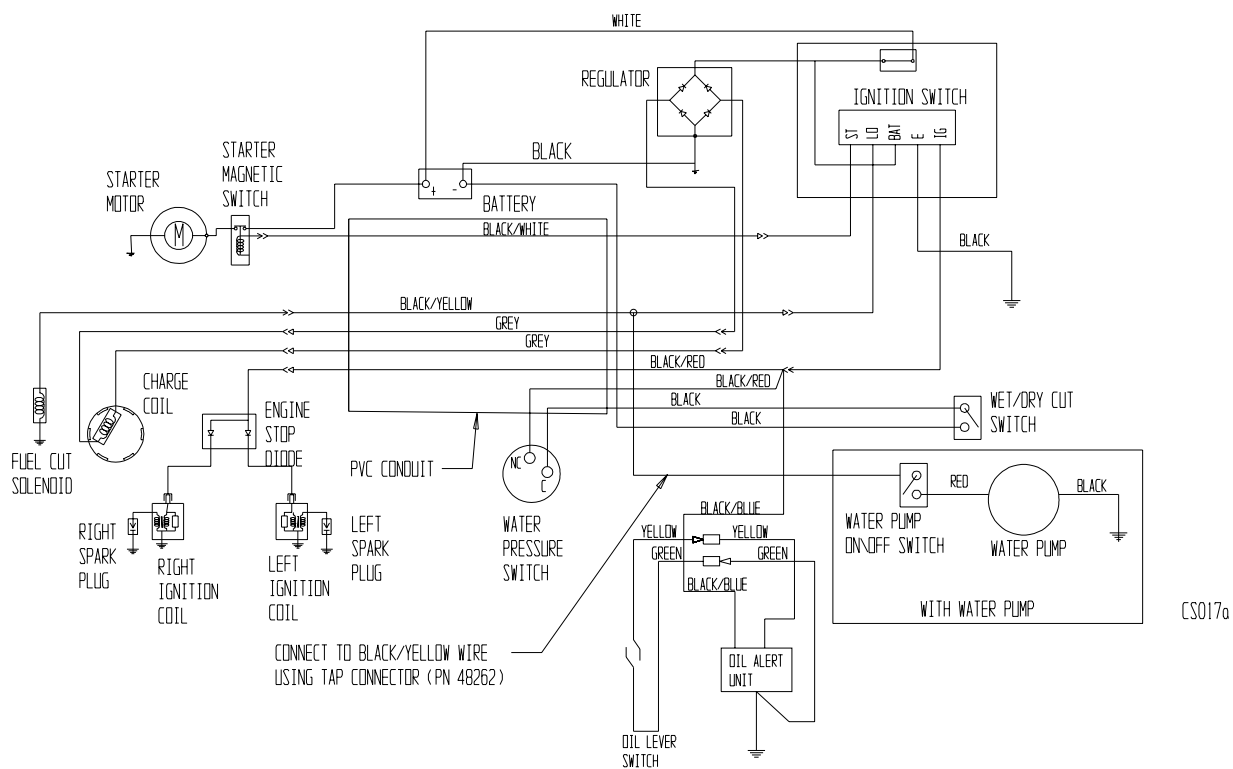 WHITE
REGULATOR
IGNITION SWITCH
ST
LO
BAT
E
IG
BLACK
STARTER
MAGNETIC
SWITCH
STARTER
MOTOR
M
+
-
BATTERY
BLACK/WHITE
BLACK
BLACK/YELLOW
GREY
GREY
BLACK/RED
BLACK/RED
BLACK
BLACK
WET/DRY CUT
SWITCH
CHARGE
COIL
ENGINE
STOP
DIODE
FUEL CUT
SOLENOID
PVC CONDUIT
NC
C
WATER
PRESSURE
SWITCH
RIGHT
SPARK
PLUG
RIGHT
IGNITION
COIL
LEFT
IGNITION
COIL
LEFT
SPARK
PLUG
RED
BLACK
WATER PUMP
ON\OFF SWITCH
WATER PUMP
WITH WATER PUMP
BLACK/BLUE
YELLOW
YELLOW
GREEN
GREEN
BLACK/BLUE
CS017a
CONNECT TO BLACK/YELLOW WIRE
USING TAP CONNECTOR (PN 48262)
OIL ALERT
UNIT
OIL LEVER
SWITCH